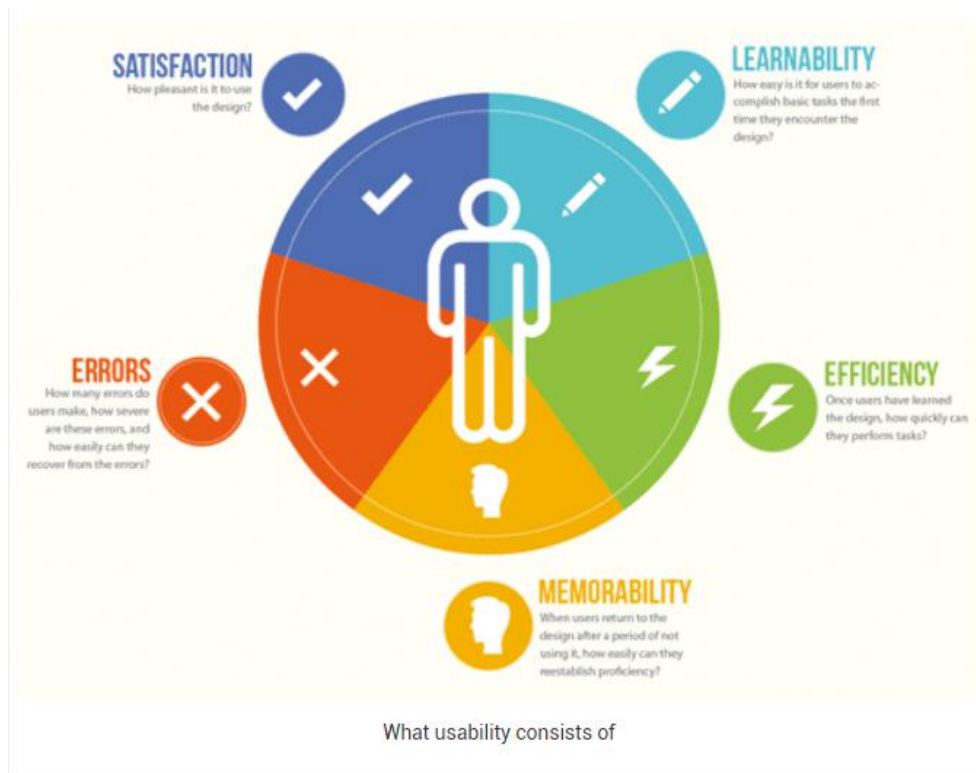 SATISFACTION
How pleasant is it to use
the design?
LEARNABILITY
How easy is it for users to ac-
complish basic tasks the first
time they encounter the
design?
ERRORS
How many errors do
users make, how severe
are these errors, and
how easily can they
recover from the errors?
EFFICIENCY
Once users have learned
the design, how quickly can
they perform tasks?
MEMORABILITY
When users return to the
design after a period of not
using it, how easily can they
reestablish proficiency?
What usability consists of